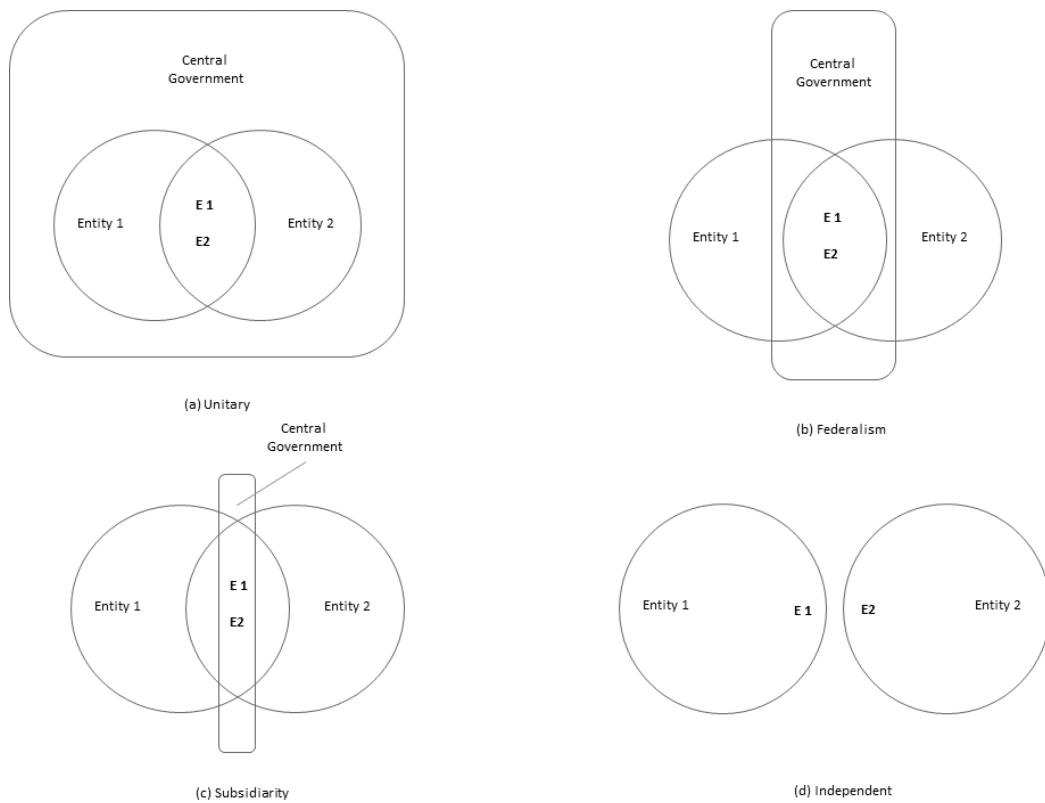 Central
Government
Entity 1
E 1
E2
Entity 2
(a) Unitary
Central
Government
Entity 1
E 1
E2
Entity 2
(b) Federalism
Central
Government
Entity 1
E 1
E2
Entity 2
(c) Subsidiarity
Entity 1
E 1
E2
Entity 2
(d) Independent